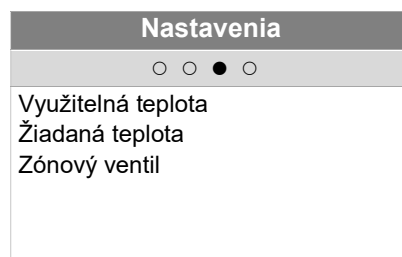 Nastavenia
Využitelná teplota
Žiadaná teplota
Zónový ventil